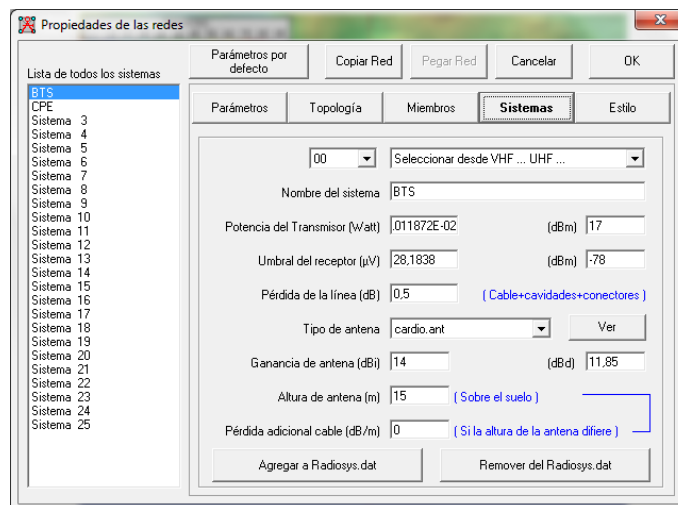 Propiedades de las redes
Parámetros por defecto
Copiar Red
Pegar Red
Cancelar
OK
Lista de todos los sistemas
BTS
CPE
Sistema 3
Sistema 4
Sistema 5
Sistema 6
Sistema 7
Sistema 8
Sistema 9
Sistema 10
Sistema 11
Sistema 12
Sistema 13
Sistema 14
Sistema 15
Sistema 16
Sistema 17
Sistema 18
Sistema 19
Sistema 20
Sistema 21
Sistema 22
Sistema 23
Sistema 24
Sistema 25
Parámetros
Topología
Miembros
Sistemas
Estilo
00
Seleccionar desde VHF ... UHF ...
Nombre del sistema BTS
Potencia del Transmisor (Watt) .011872E-02 (dBm) 17
Umbral del receptor (µV) 28,1838 (dBm) -78
Pérdida de la línea (dB) 0,5 ( Cable+cavidades+conectores )
Tipo de antena cardio.ant Ver
Ganancia de antena (dBi) 14 (dBd) 11,85
Altura de antena (m) 15 ( Sobre el suelo )
Pérdida adicional cable (dB/m) 0 ( Si la altura de la antena difiere )
Agregar a Radiosys.dat
Remover del Radiosys.dat